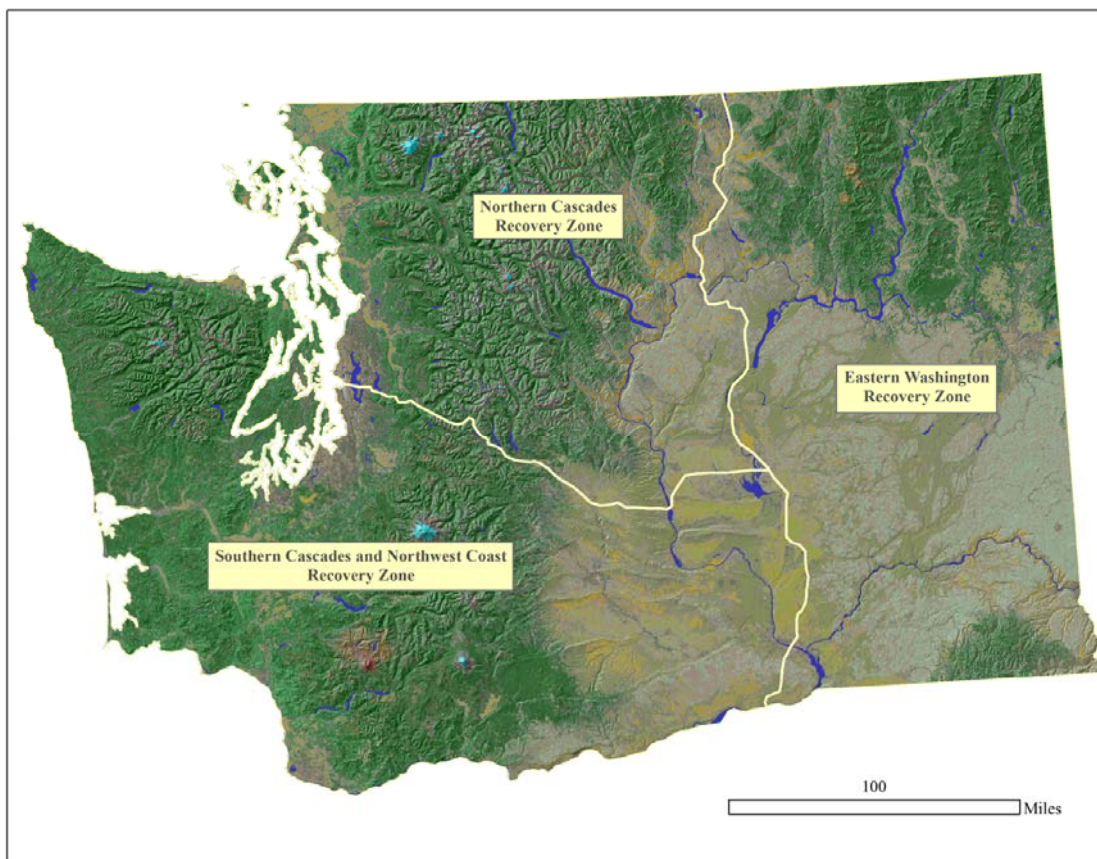 Northern Cascades
Recovery Zone
Eastern Washington
Recovery Zone
Southern Cascades and Northwest Coast
Recovery Zone
100
Miles